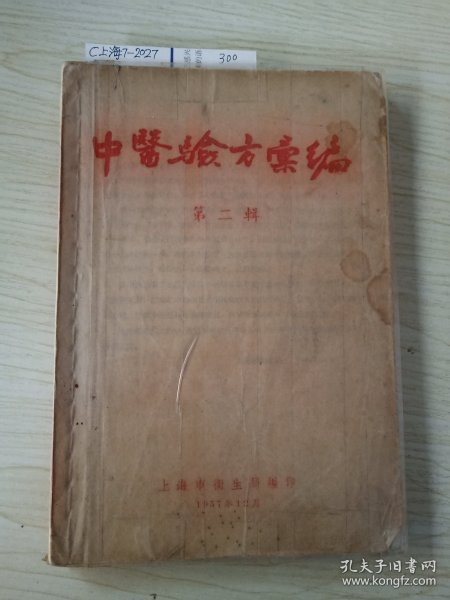 C上海7-2027
300
中醫驗方彙編
第二輯
上海市衛生局編印
1957年12月
孔夫子旧书网
www.kongfz.com